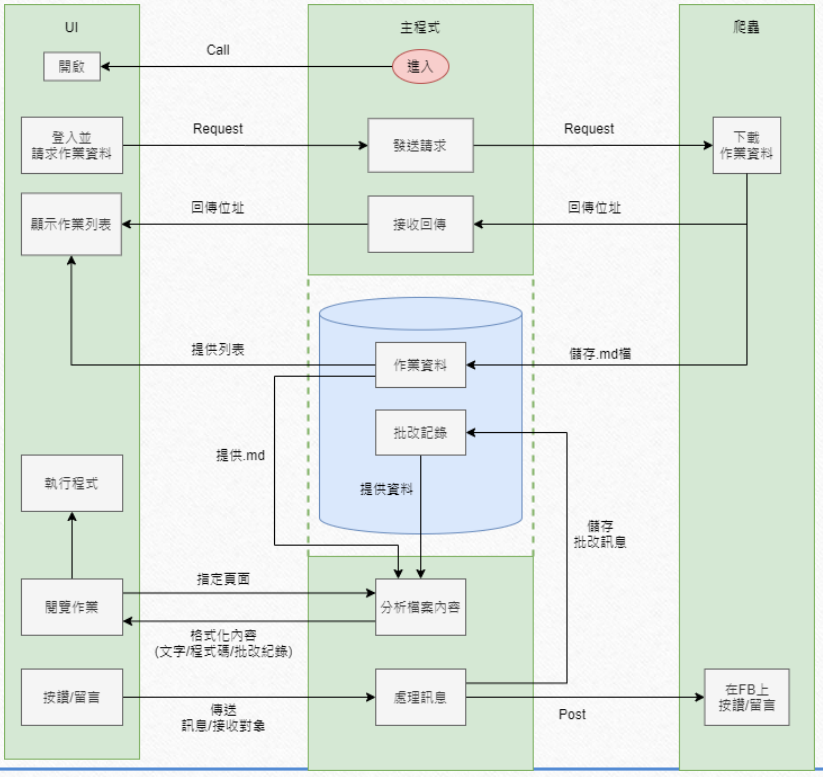 UI
主程式
爬蟲
Call
開啟
進入
登入並
請求作業資料
Request
發送請求
Request
下載
作業資料
顯示作業列表
回傳位址
接收回傳
回傳位址
提供列表
作業資料
儲存.md檔
批改記錄
提供.md
提供資料
執行程式
儲存
批改訊息
閱覽作業
指定頁面
分析檔案內容
格式化內容
(文字/程式碼/批改紀錄)
按讚/留言
傳送
訊息/接收對象
處理訊息
Post
在FB上
按讚/留言